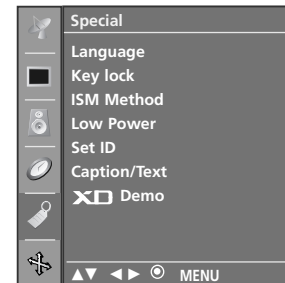 Special
Language
Key lock
ISM Method
Low Power
Set ID
Caption/Text
XD Demo
▲▼ ◄► MENU